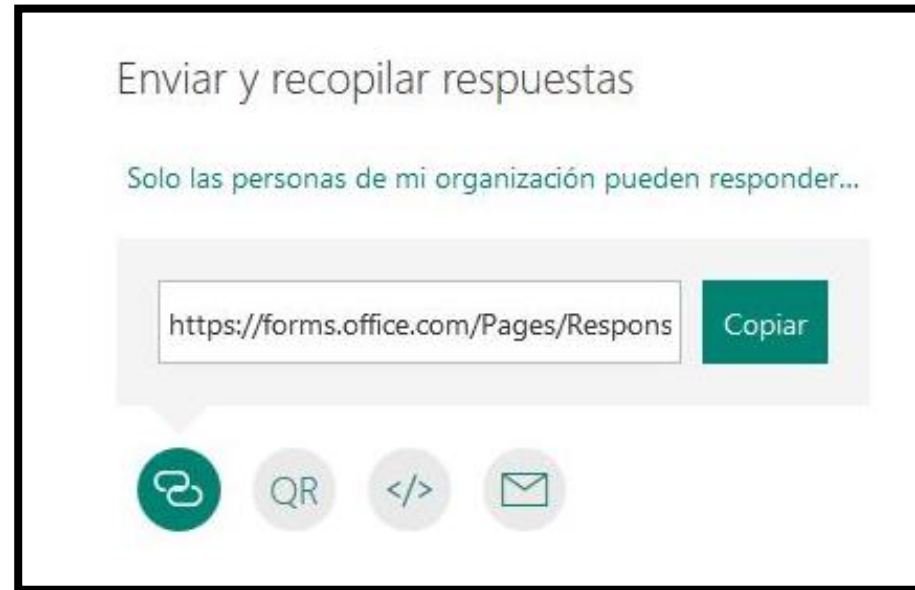 Enviar y recopilar respuestas
Solo las personas de mi organización pueden responder...
https://forms.office.com/Pages/Respons
Copiar
QR
</>